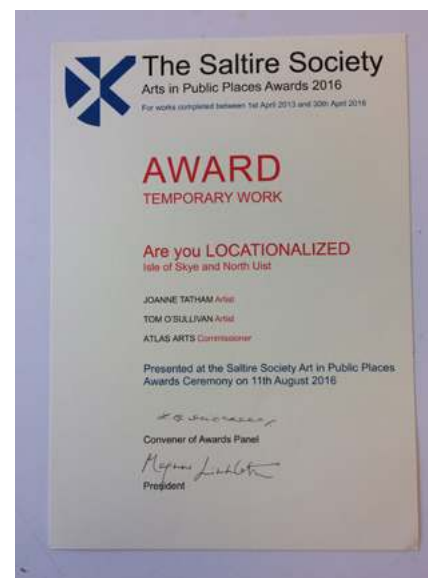 The Saltire Society
Arts in Public Places Awards 2016
For works completed between 1st April 2013 and 30th April 2016
AWARD
TEMPORARY WORK
Are you LOCATIONALIZED
Isle of Skye and North Uist
JOANNE TATHAM Artist
TOM O'SULLIVAN Artist
ATLAS ARTS Commissioner
Presented at the Saltire Society Art in Public Places
Awards Ceremony on 11th August 2016
Convener of Awards Panel
Magnus Linklater
President